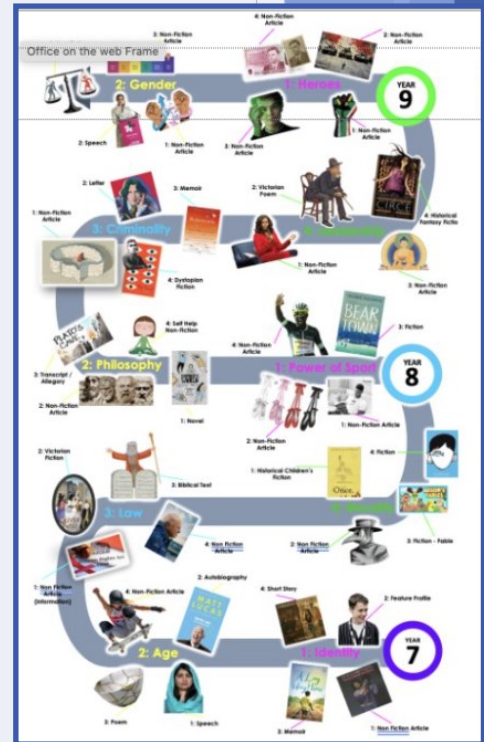 4: Non-Fiction
Article
3: Non-Fiction
Article
2: Non-Fiction
Article
Office on the web Frame
2: Gender
1: Heroes
YEAR
9
2: Speech
1: Non-Fiction
Article
3: Non-Fiction
Article
1: Non-Fiction
Article
2: Letter
3: Memoir
2: Victorian
Poem
CIRCE
1: Non-Fiction
Article
3: Criminality
4: Historical
Fantasy Fictio
4: Dystopian
Fiction
1: Non-Fiction
Article
3: Non-Fiction
Article
PLATO'S
CAVE
4: Self Help
Non-Fiction
4: Non-Fiction
Article
BEAR
TOWN
3: Fiction
3: Transcript /
Allegory
2: Philosophy
1: Power of Sport
YEAR
8
2: Non-Fiction
Article
1: Novel
2: Non-Fiction
Article
1: Non-Fiction Article
2: Victorian
Fiction
3: Biblical Text
1: Historical Children's
Fiction
Once
4: Fiction
3: Law
4: Non Fiction
Article
2: Non Fiction
Article
3: Fiction - Fable
1: Non Fiction
Article
(Information)
4: Non-Fiction Article
2: Autobiography
MATT
LUCAS
4: Short Story
2: Feature Profile
2: Age
1: Identity
YEAR
7
3: Poem
1: Speech
3: Memoir
1: Non Fiction Article